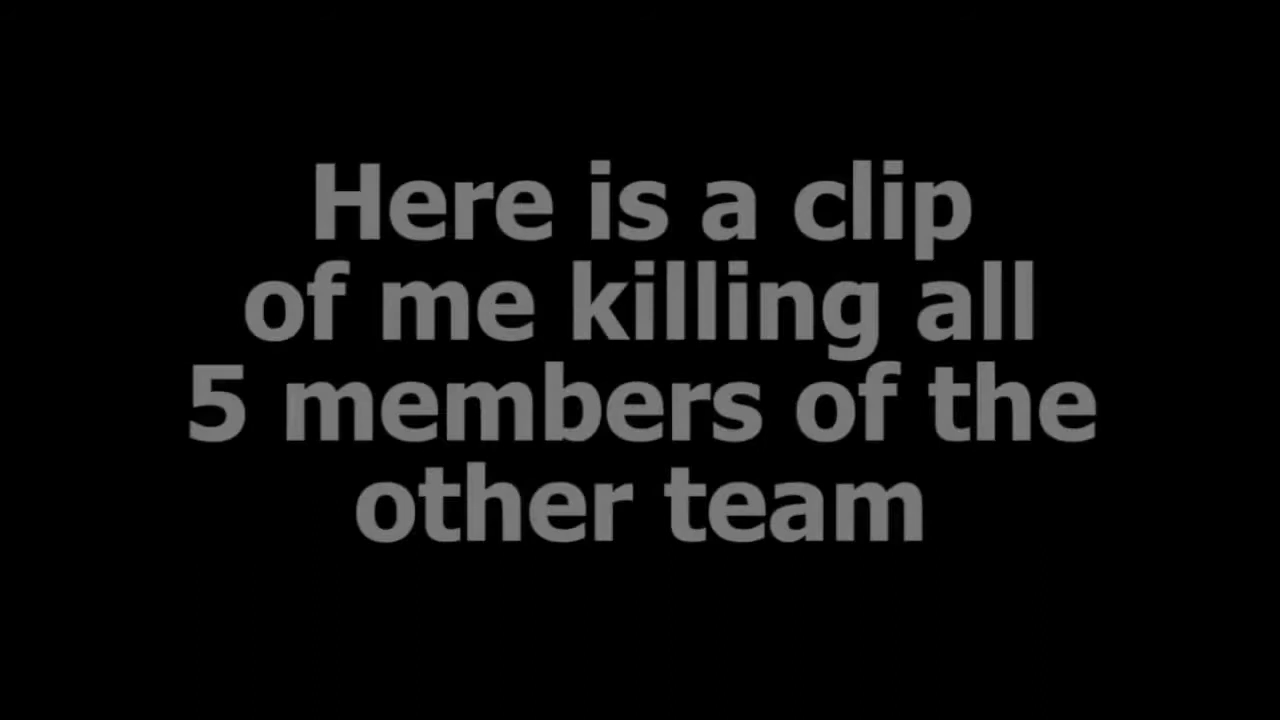 Here is a clip
of me killing all
5 members of the
other team